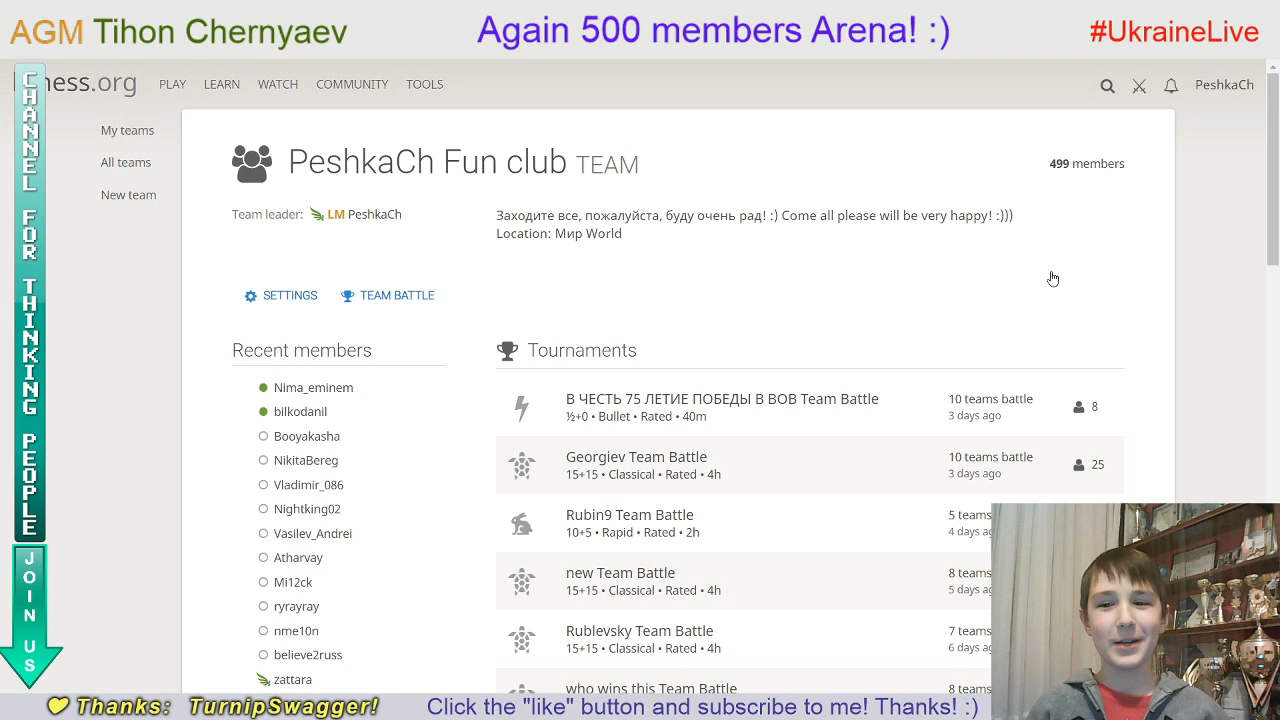 AGM Tihon Chernyaev
Again 500 members Arena! :)
#UkraineLive
CHANNEL FOR THINKING PEOPLE
JOIN US
hess.org
PLAY LEARN WATCH COMMUNITY TOOLS
PeshkaCh
My teams
All teams
New team
PeshkaCh Fun club TEAM
499 members
Team leader: LM PeshkaCh
Заходите все, пожалуйста, буду очень рад! :) Come all please will be very happy! :)))
Location: Мир World
SETTINGS
TEAM BATTLE
Recent members
Nima_eminem
bilkodanil
Booyakasha
NikitaBereg
Vladimir_086
Nightking02
Vasilev_Andrei
Atharvay
Mi12ck
ryrayray
nme10n
believe2russ
zattara
Tournaments
В ЧЕСТЬ 75 ЛЕТИЕ ПОБЕДЫ В ВОВ Team Battle
½+0 • Bullet • Rated • 40m
10 teams battle
3 days ago
8
Georgiev Team Battle
15+15 • Classical • Rated • 4h
10 teams battle
3 days ago
25
Rubin9 Team Battle
10+5 • Rapid • Rated • 2h
5 teams
4 days
new Team Battle
15+15 • Classical • Rated • 4h
8 teams
5 days
Rublevsky Team Battle
15+15 • Classical • Rated • 4h
7 teams
6 days
who wins this Team Battle
8 teams
Thanks: TurnipSwagger!
Click the "like" button and subscribe to me! Thanks! :)